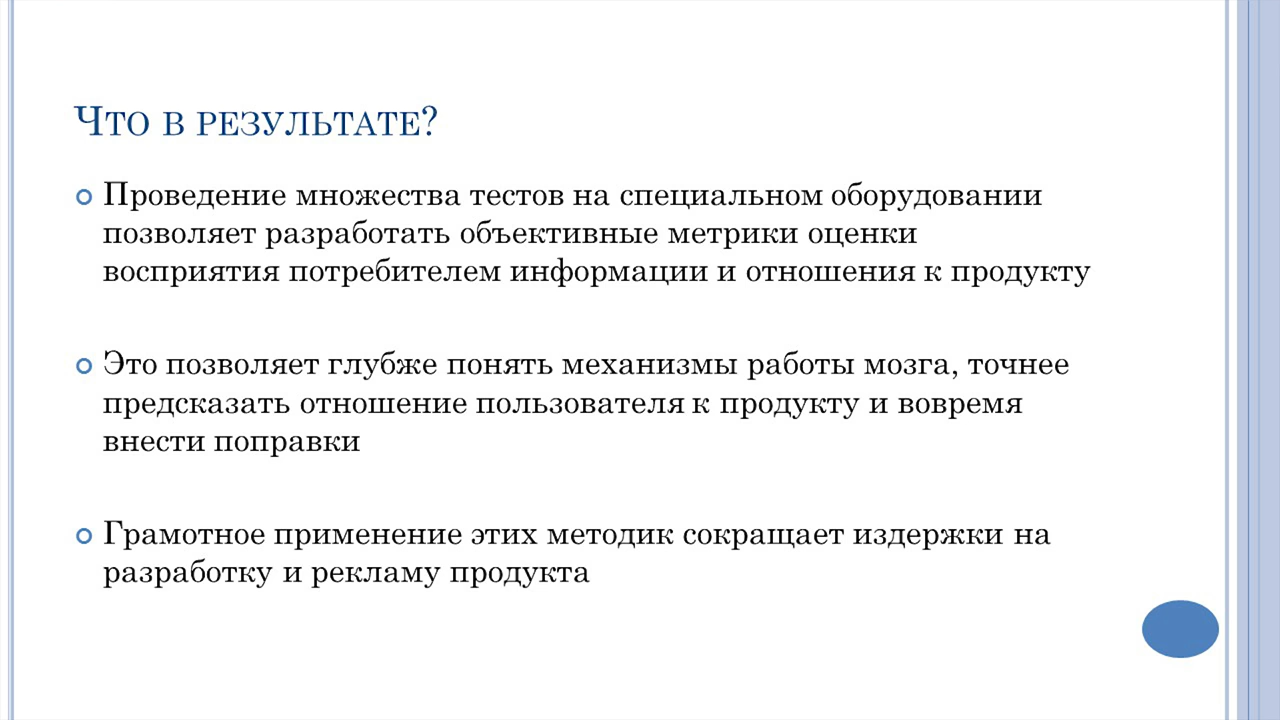 Что в результате?
Проведение множества тестов на специальном оборудовании
позволяет разработать объективные метрики оценки
восприятия потребителем информации и отношения к продукту
Это позволяет глубже понять механизмы работы мозга, точнее
предсказать отношение пользователя к продукту и вовремя
внести поправки
Грамотное применение этих методик сокращает издержки на
разработку и рекламу продукта